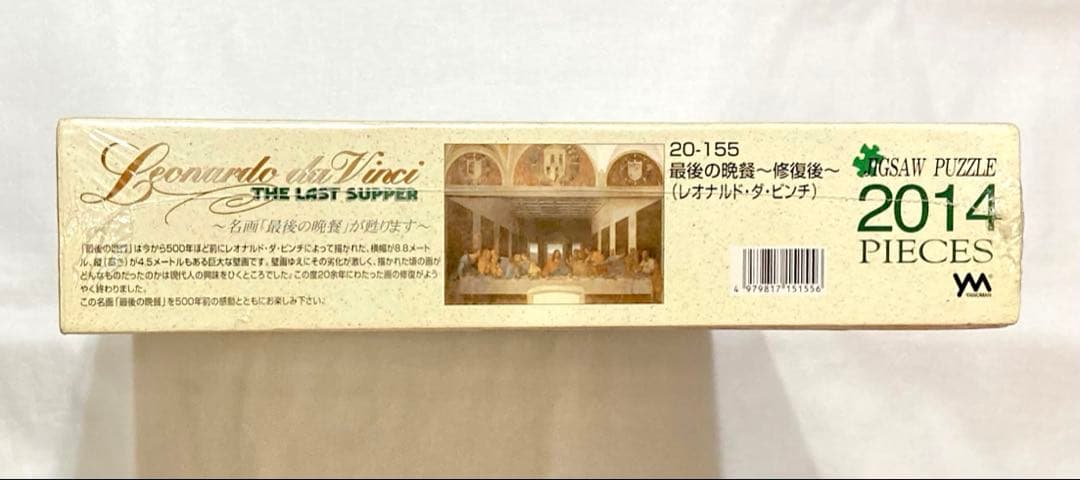 Leonardo da Vinci
THE LAST SUPPER
～名画「最後の晩餐」が甦ります～
「最後の晩餐」は今から500年ほど前にレオナルド・ダ・ビンチによって描かれた、横幅が8.8メート
ル、縦(高さ)が4.5メートルもある巨大な壁画です。壁画ゆえにその劣化が激しく、描かれた頃の画が
どんなものだったのかは現代人の興味をひくところでした。この度20余年にわたった画の修復がよう
やく終わりました。
この名画「最後の晩餐」を500年前の感動とともにお楽しみ下さい。
20-155
最後の晩餐～修復後～
(レオナルド・ダ・ビンチ)
4 979817 151556
JIGSAW PUZZLE
2014
PIECES
YM
YANOMAN